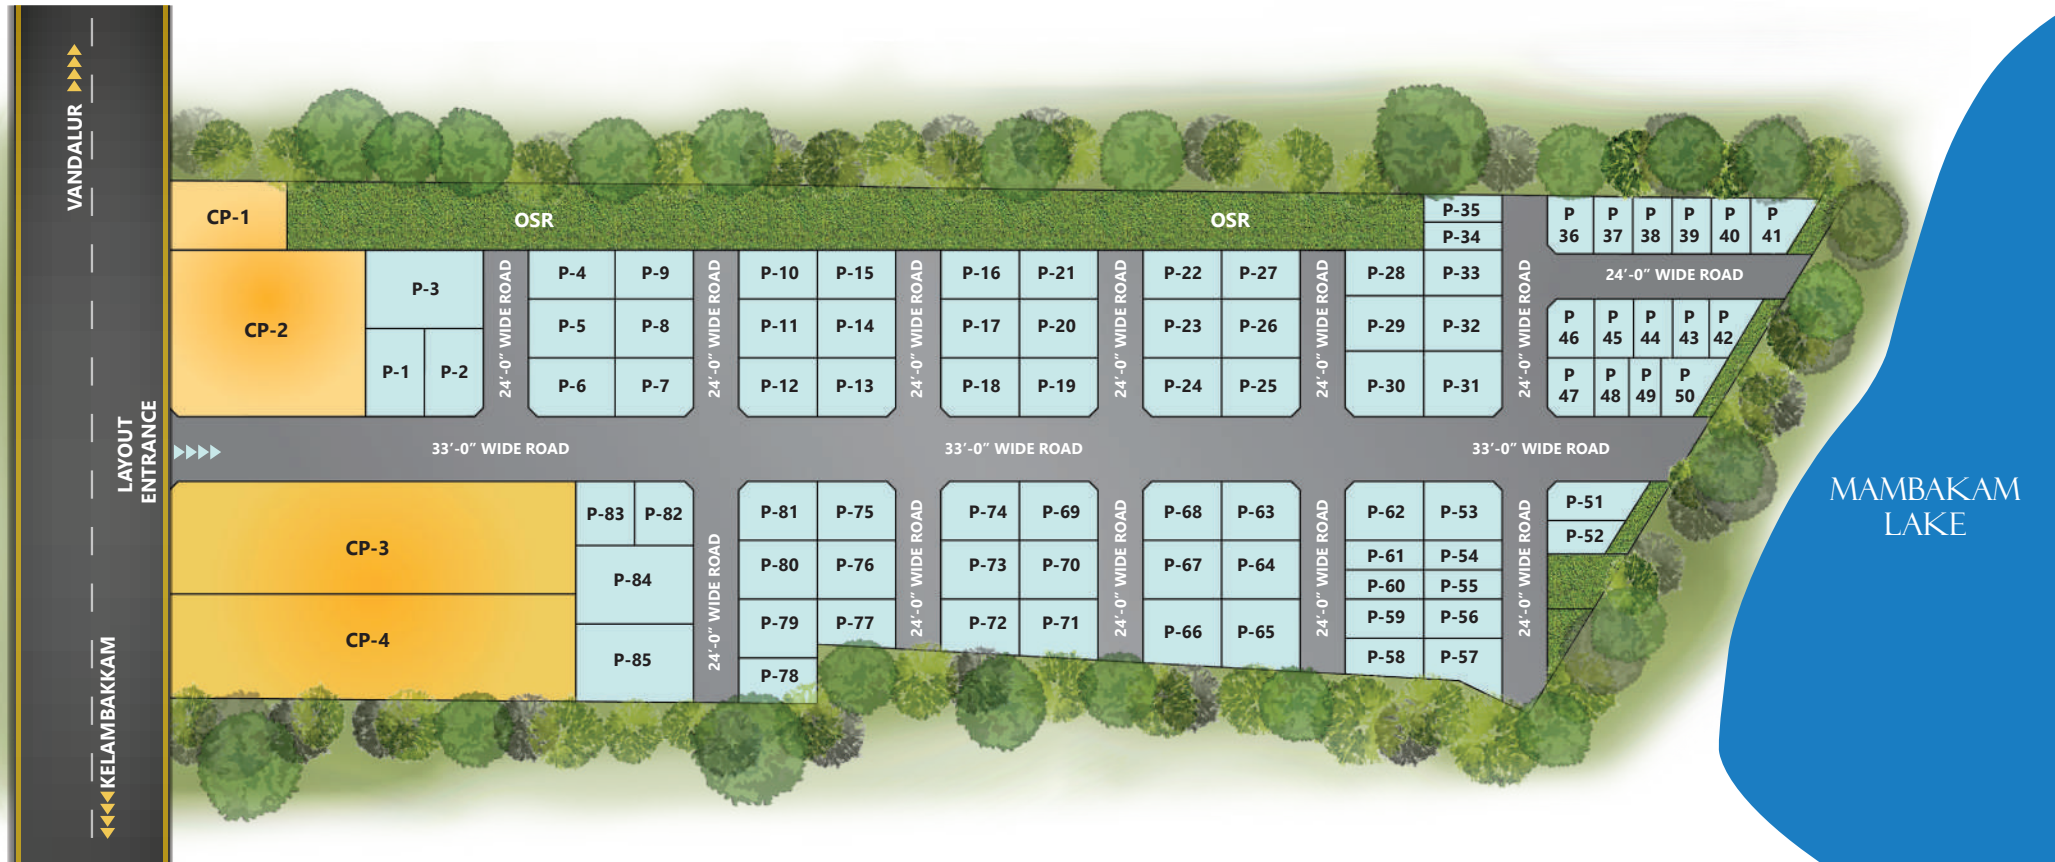 VANDALUR
LAYOUT
ENTRANCE
KELAMBAKKAM
CP-1
OSR
OSR
P-35
P-34
P
36
P
37
P
38
P
39
P
40
P
41
24'-0" WIDE ROAD
CP-2
P-3
P-1
P-2
24'-0" WIDE ROAD
P-4
P-9
P-5
P-8
P-6
P-7
24'-0" WIDE ROAD
P-10
P-15
P-11
P-14
P-12
P-13
24'-0" WIDE ROAD
P-16
P-21
P-17
P-20
P-18
P-19
24'-0" WIDE ROAD
P-22
P-27
P-23
P-26
P-24
P-25
24'-0" WIDE ROAD
P-28
P-33
P-29
P-32
P-30
P-31
24'-0" WIDE ROAD
P
46
P
45
P
44
P
43
P
42
P
47
P
48
P
49
P
50
33'-0" WIDE ROAD
33'-0" WIDE ROAD
33'-0" WIDE ROAD
CP-3
CP-4
P-83
P-82
P-84
P-85
24'-0" WIDE ROAD
P-81
P-75
P-80
P-76
P-79
P-77
P-78
24'-0" WIDE ROAD
P-74
P-69
P-73
P-70
P-72
P-71
24'-0" WIDE ROAD
P-68
P-63
P-67
P-64
P-66
P-65
24'-0" WIDE ROAD
P-62
P-53
P-61
P-54
P-60
P-55
P-59
P-56
P-58
P-57
24'-0" WIDE ROAD
P-51
P-52
MAMBAKAM
LAKE